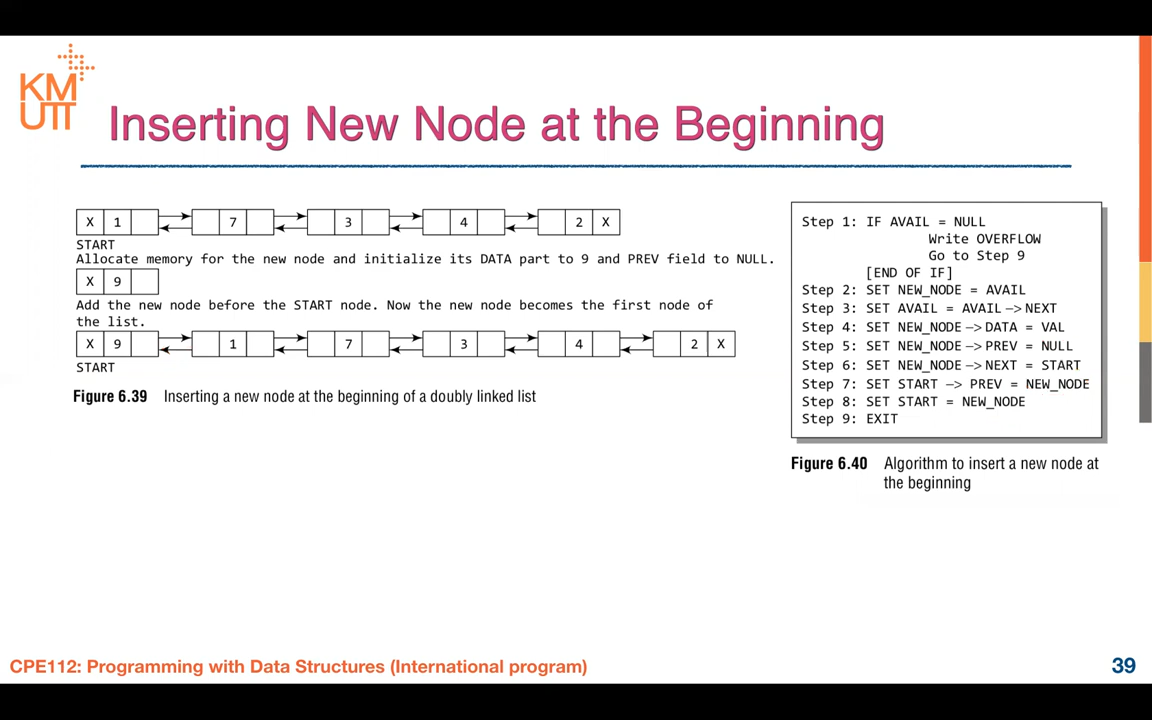 KM
UTT
Inserting New Node at the Beginning
X 1 7 3 4 2 X
START
Allocate memory for the new node and initialize its DATA part to 9 and PREV field to NULL.
X 9
Add the new node before the START node. Now the new node becomes the first node of
the list.
X 9 1 7 3 4 2 X
START
Figure 6.39 Inserting a new node at the beginning of a doubly linked list
Step 1: IF AVAIL = NULL
Write OVERFLOW
Go to Step 9
[END OF IF]
Step 2: SET NEW_NODE = AVAIL
Step 3: SET AVAIL = AVAIL –> NEXT
Step 4: SET NEW_NODE –> DATA = VAL
Step 5: SET NEW_NODE –> PREV = NULL
Step 6: SET NEW_NODE –> NEXT = START
Step 7: SET START –> PREV = NEW_NODE
Step 8: SET START = NEW_NODE
Step 9: EXIT
Figure 6.40 Algorithm to insert a new node at
the beginning
CPE112: Programming with Data Structures (International program)
39